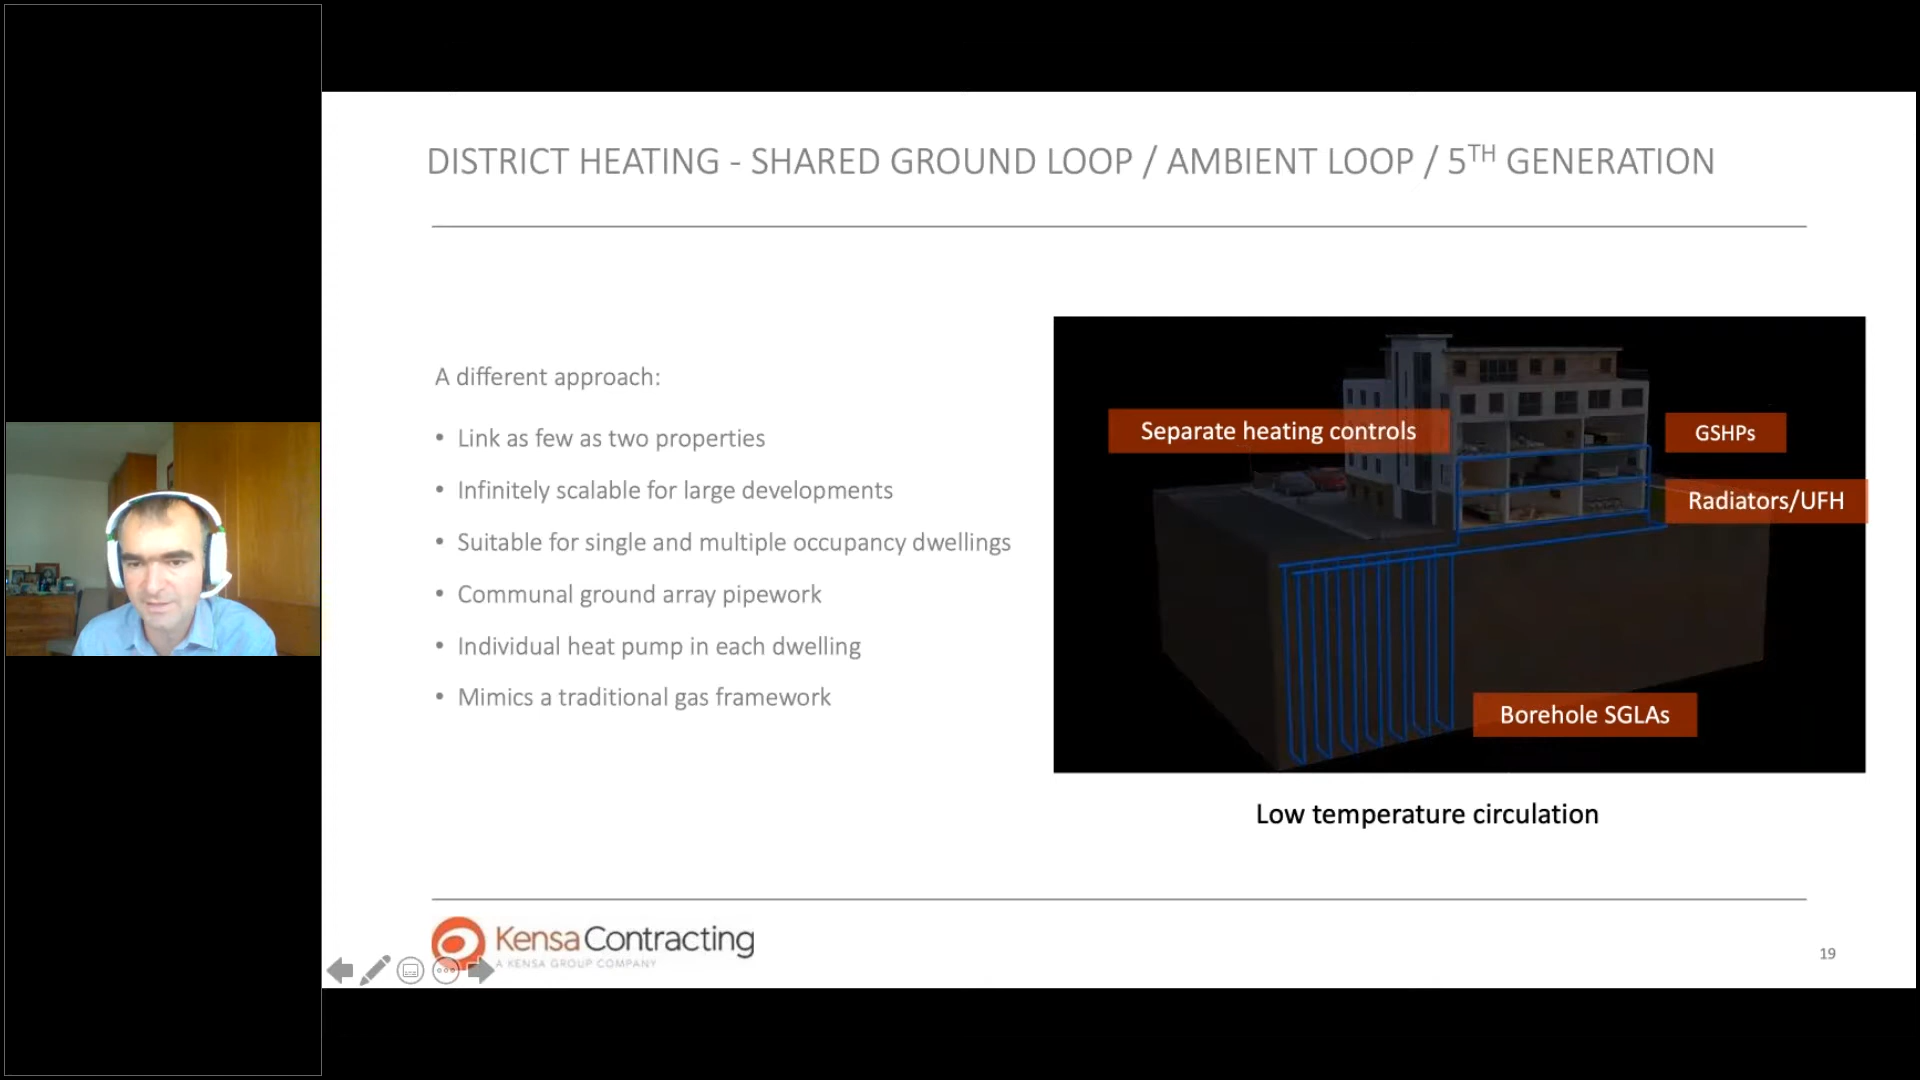 DISTRICT HEATING - SHARED GROUND LOOP / AMBIENT LOOP / 5TH GENERATION
A different approach:
• Link as few as two properties
• Infinitely scalable for large developments
• Suitable for single and multiple occupancy dwellings
• Communal ground array pipework
• Individual heat pump in each dwelling
• Mimics a traditional gas framework
Separate heating controls
GSHPs
Radiators/UFH
Borehole SGLAs
Low temperature circulation
Kensa Contracting
A KENSA GROUP COMPANY
19